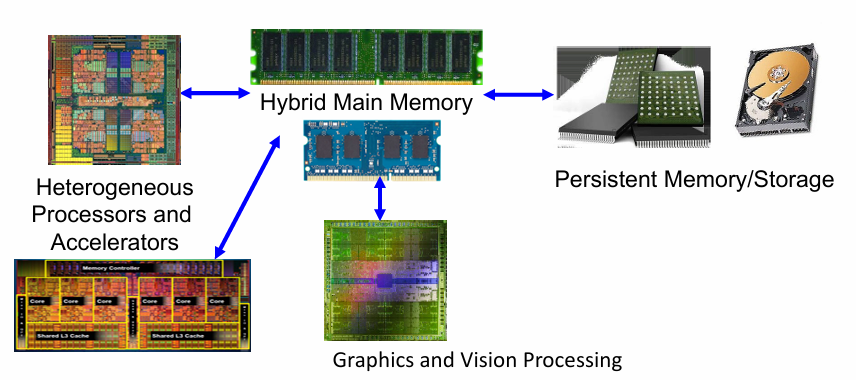 Hybrid Main Memory
Heterogeneous
Processors and
Accelerators
Persistent Memory/Storage
Memory Controller
Core
Core
Core
Core
Core
Core
Shared L3 Cache
Shared L3 Cache
Graphics and Vision Processing